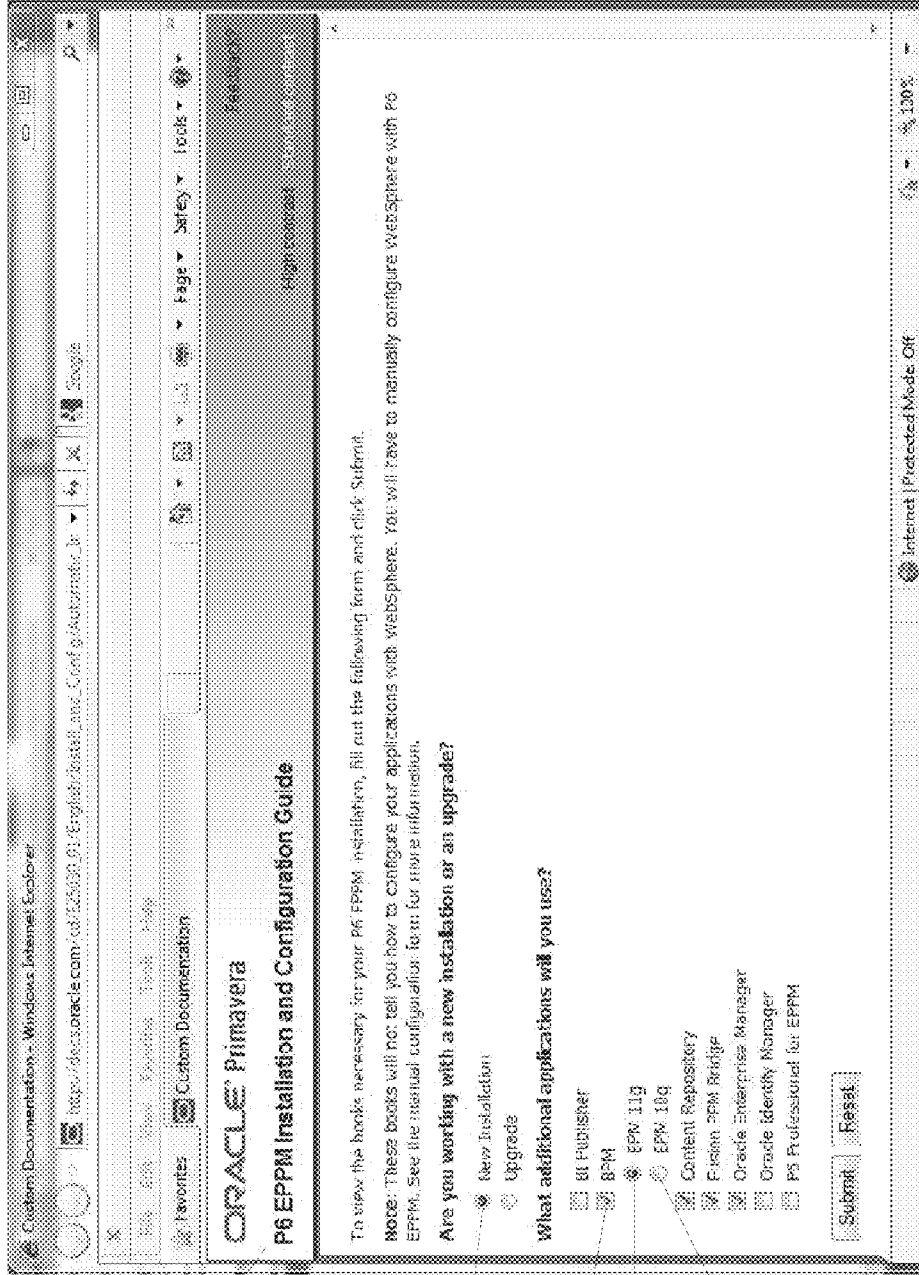 Custom Documentation - Windows Internet Explorer
Google
Favorites Custom Documentation
Page Safety Tools
ORACLE Primavera
Feedback
P6 EPPM Installation and Configuration Guide
High contrast
To view the books necessary for your P6 EPPM installation, fill out the following form and click Submit.
Note: These books will not tell you how to configure your applications with WebSphere. You will have to manually configure WebSphere with P6
EPPM. See the manual configuration form for more information.
Are you working with a new installation or an upgrade?
New Installation
Upgrade
What additional applications will you use?
BI Publisher
BPM
Content Repository
Fusion PPM Bridge
Oracle Enterprise Manager
Oracle Identity Manager
P6 Professional for EPPM
Submit Reset
Internet | Protected Mode: Off